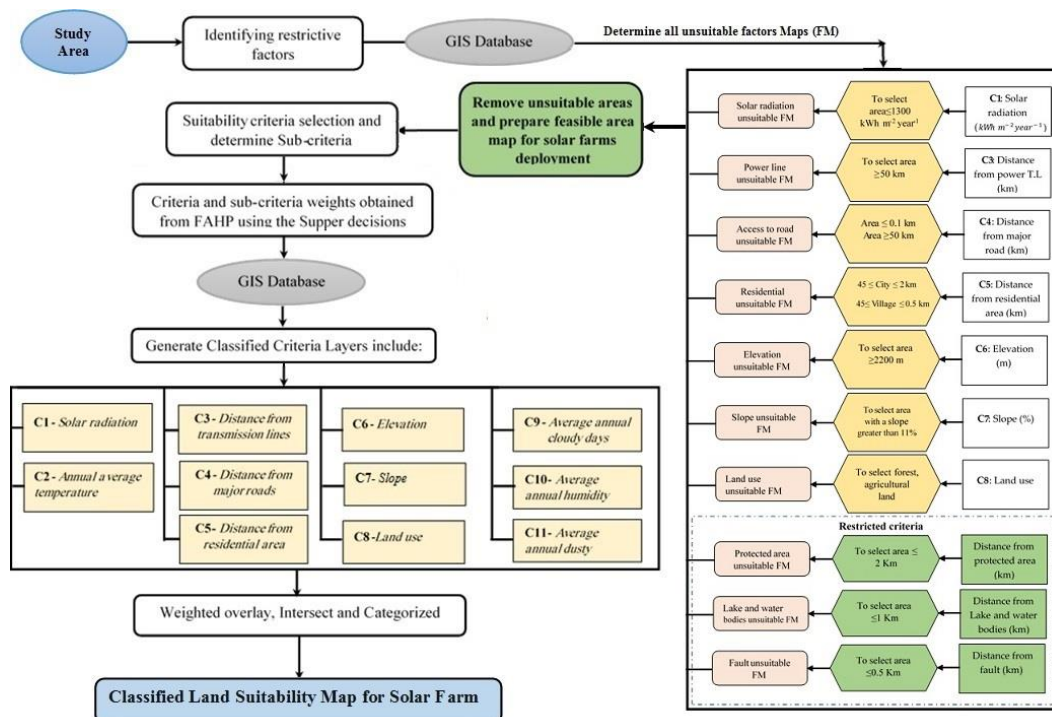 Study
Area
Identifying restrictive
factors
GIS Database
Determine all unsuitable factors Maps (FM)
Suitability criteria selection and
determine Sub-criteria
Remove unsuitable areas
and prepare feasible area
map for solar farms
deployment
Criteria and sub-criteria weights obtained
from FAHP using the Supper decisions
GIS Database
Generate Classified Criteria Layers include:
C1- Solar radiation
C2- Annual average
temperature
C3- Distance from
transmission lines
C4- Distance from
major roads
C5- Distance from
residential area
C6- Elevation
C7- Slope
C8-Land use
C9- Average annual
cloudy days
C10- Average
annual humidity
C11- Average
annual dusty
Weighted overlay, Intersect and Categorized
Classified Land Suitability Map for Solar Farm
Solar radiation
unsuitable FM
To select
area≤1300
kWh m-2 year1
C1: Solar
radiation
(kWh m−2year−1)
Power line
unsuitable FM
To select area
≥50 km
C3: Distance
from power T.L
(km)
Access to road
unsuitable FM
Area ≤ 0.1 km
Area ≥50 km
C4: Distance
from major
road (km)
Residential
unsuitable FM
45 ≤ City ≤ 2 km
45≤ Village ≤ 0.5 km
C5: Distance
from residential
area (km)
Elevation
unsuitable FM
To select area
≥2200 m
C6: Elevation
(m)
Slope unsuitable
FM
To select area
with a slope
greater than 11%
C7: Slope (%)
Land use
unsuitable FM
To select forest,
agricultural
land
C8: Land use
Restricted criteria
Protected area
unsuitable FM
To select area ≤
2 Km
Distance from
protected area
(km)
Lake and water
bodies unsuitable FM
To select area
≤1 Km
Distance from
Lake and water
bodies (km)
Fault unsuitable
FM
To select area
≤0.5 Km
Distance from
fault (km)